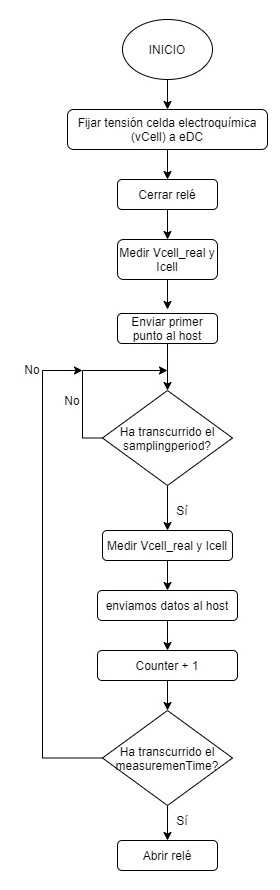 INICIO
Fijar tensión celda electroquímica
(vCell) a eDC
Cerrar relé
Medir Vcell_real y
Icell
Enviar primer
punto al host
No
No
Ha transcurrido el
samplingperiod?
Sí
Medir Vcell_real y Icell
enviamos datos al host
Counter + 1
Ha transcurrido el
measuremenTime?
Sí
Abrir relé